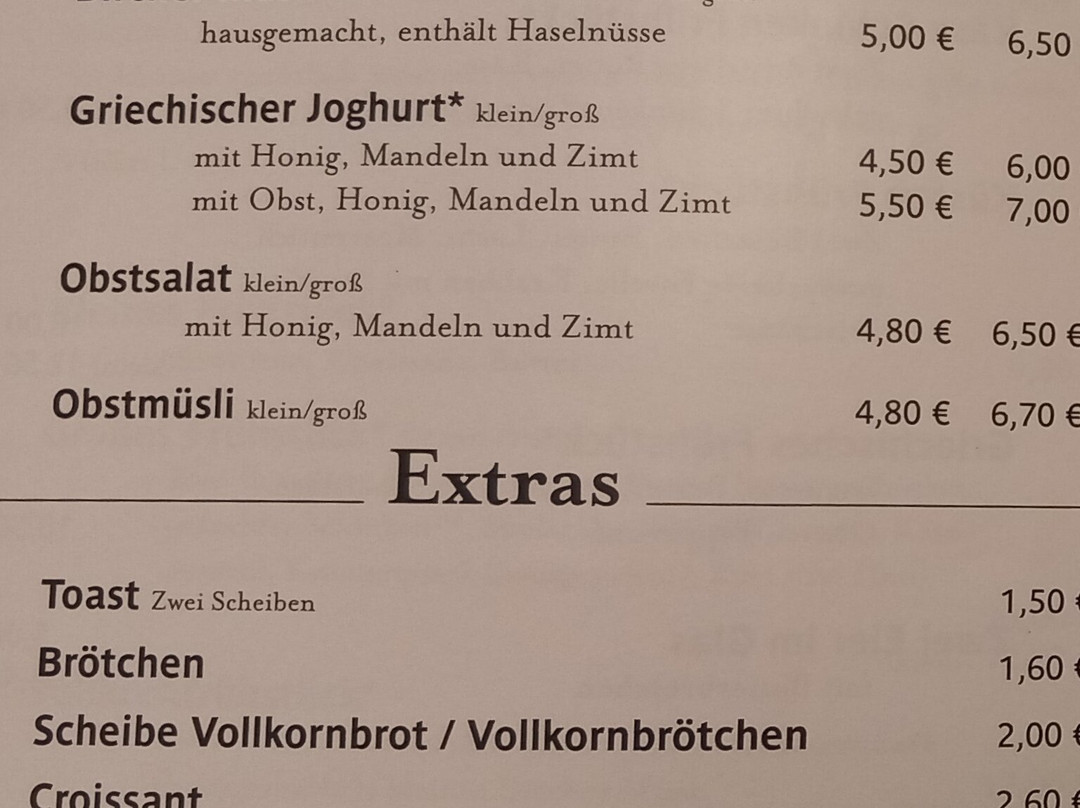 hausgemacht, enthält Haselnüsse 5,00 € 6,50
Griechischer Joghurt* klein/groß
mit Honig, Mandeln und Zimt 4,50 € 6,00
mit Obst, Honig, Mandeln und Zimt 5,50 € 7,00
Obstsalat klein/groß
mit Honig, Mandeln und Zimt 4,80 € 6,50 €
Obstmüsli klein/groß 4,80 € 6,70 €
Extras
Toast Zwei Scheiben 1,50 €
Brötchen 1,60 €
Scheibe Vollkornbrot / Vollkornbrötchen 2,00 €
Croissant 2,60 €